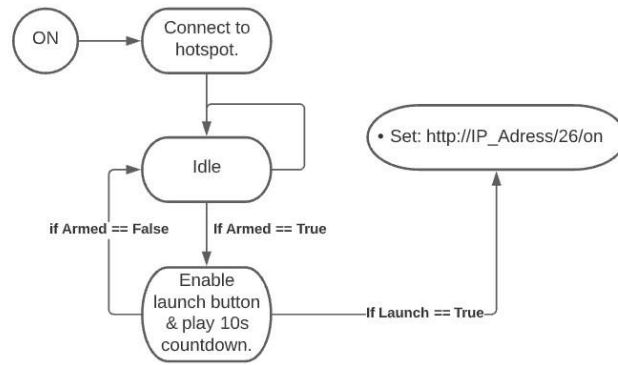 ON
Connect to
hotspot.
• Set: http://IP_Adress/26/on
Idle
if Armed == False
If Armed == True
Enable
launch button
& play 10s
countdown.
If Launch == True